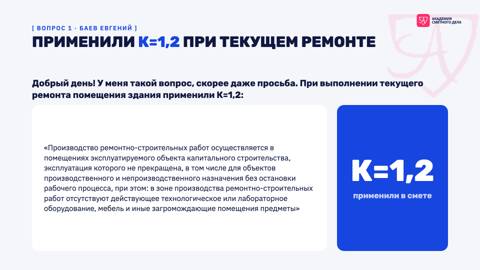 [ ВОПРОС 1 - БАЕВ ЕВГЕНИЙ ]
АКАДЕМИЯ
СМЕТНОГО ДЕЛА
ПРИМЕНИЛИ К=1,2 ПРИ ТЕКУЩЕМ РЕМОНТЕ
Добрый день! У меня такой вопрос, скорее даже просьба. При выполнении текущего
ремонта помещения здания применили К=1,2:
«Производство ремонтно-строительных работ осуществляется в
помещениях эксплуатируемого объекта капитального строительства,
эксплуатация которого не прекращена, в том числе для объектов
производственного и непроизводственного назначения без остановки
рабочего процесса, при этом: в зоне производства ремонтно-строительных
работ отсутствуют действующее технологическое или лабораторное
оборудование, мебель и иные загромождающие помещения предметы»
К=1,2
применили в смете